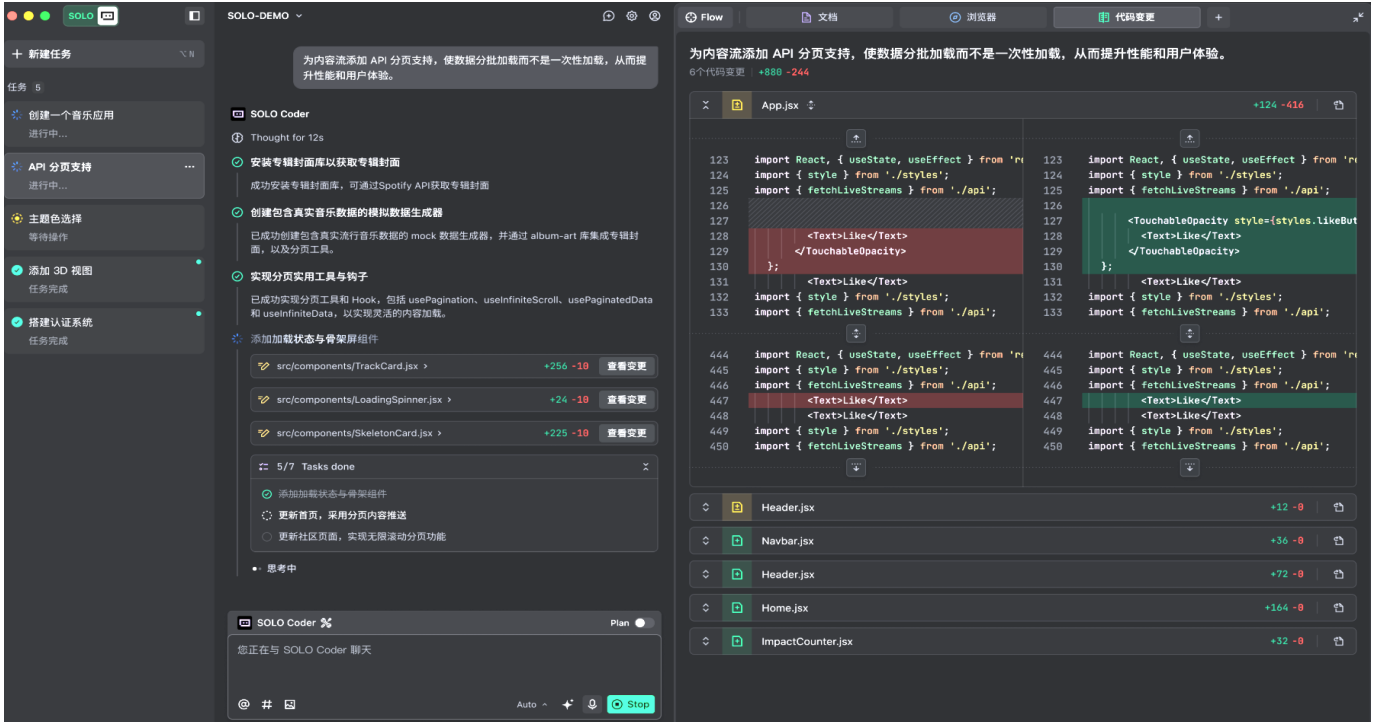 SOLO
新建任务
⌥ N
任务 5
创建一个音乐应用
进行中...
API 分页支持
进行中...
主题色选择
等待操作
添加 3D 视图
任务完成
搭建认证系统
任务完成
SOLO-DEMO
为内容流添加 API 分页支持，使数据分批加载而不是一次性加载，从而提
升性能和用户体验。
SOLO Coder
Thought for 12s
安装专辑封面库以获取专辑封面
成功安装专辑封面库，可通过Spotify API获取专辑封面
创建包含真实音乐数据的模拟数据生成器
已成功创建包含真实流行音乐数据的 mock 数据生成器，并通过 album-art 库集成专辑封
面，以及分页工具。
实现分页实用工具与钩子
已成功实现分页工具和 Hook，包括 usePagination、useInfiniteScroll、usePaginatedData
和 useInfiniteData，以实现灵活的内容加载。
添加加载状态与骨架屏组件
src/components/TrackCard.jsx > +256 -10 查看变更
src/components/LoadingSpinner.jsx > +24 -10 查看变更
src/components/SkeletonCard.jsx > +225 -10 查看变更
5/7 Tasks done
添加加载状态与骨架组件
更新首页，采用分页内容推送
更新社区页面，实现无限滚动分页功能
思考中
SOLO Coder
Plan
您正在与 SOLO Coder 聊天
@ #
Auto
Stop
Flow
文档
浏览器
代码变更
+
为内容流添加 API 分页支持，使数据分批加载而不是一次性加载，从而提升性能和用户体验。
6个代码变更 +880 -244
App.jsx +124 -416
123 import React, { useState, useEffect } from 're
124 import { style } from './styles';
125 import { fetchLiveStreams } from './api';
126
127
128 <Text>Like</Text>
129 </TouchableOpacity>
130 };
131 <Text>Like</Text>
132 import { style } from './styles';
133 import { fetchLiveStreams } from './api';
444 import React, { useState, useEffect } from 're
445 import { style } from './styles';
446 import { fetchLiveStreams } from './api';
447 <Text>Like</Text>
448 <Text>Like</Text>
449 import { style } from './styles';
450 import { fetchLiveStreams } from './api';
123 import React, { useState, useEffect } from 're
124 import { style } from './styles';
125 import { fetchLiveStreams } from './api';
126
127 <TouchableOpacity style={styles.likeBut
128 <Text>Like</Text>
129 </TouchableOpacity>
130 };
131 <Text>Like</Text>
132 import { style } from './styles';
133 import { fetchLiveStreams } from './api';
444 import React, { useState, useEffect } from 're
445 import { style } from './styles';
446 import { fetchLiveStreams } from './api';
447 <Text>Like</Text>
448 <Text>Like</Text>
449 import { style } from './styles';
450 import { fetchLiveStreams } from './api';
Header.jsx +12 -0
Navbar.jsx +36 -0
Header.jsx +72 -0
Home.jsx +164 -0
ImpactCounter.jsx +32 -0